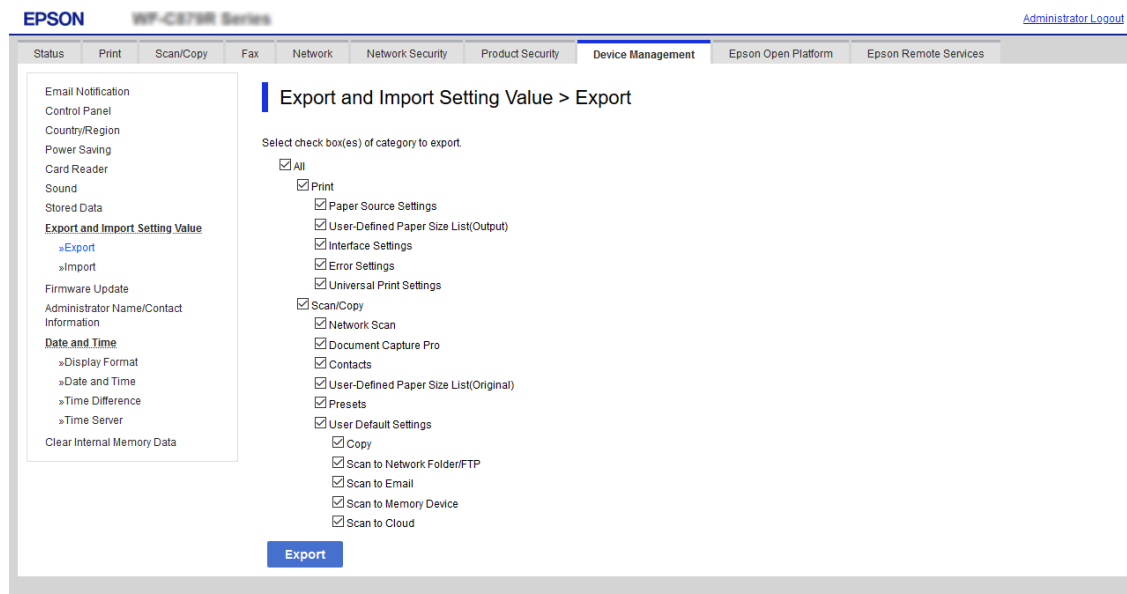 EPSON WF-C879R Series
Administrator Logout
Status Print Scan/Copy Fax Network Network Security Product Security Device Management Epson Open Platform Epson Remote Services
Email Notification
Control Panel
Country/Region
Power Saving
Card Reader
Sound
Stored Data
Export and Import Setting Value
»Export
»Import
Firmware Update
Administrator Name/Contact
Information
Date and Time
»Display Format
»Date and Time
»Time Difference
»Time Server
Clear Internal Memory Data
Export and Import Setting Value > Export
Select check box(es) of category to export.
All
Print
Paper Source Settings
User-Defined Paper Size List(Output)
Interface Settings
Error Settings
Universal Print Settings
Scan/Copy
Network Scan
Document Capture Pro
Contacts
User-Defined Paper Size List(Original)
Presets
User Default Settings
Copy
Scan to Network Folder/FTP
Scan to Email
Scan to Memory Device
Scan to Cloud
Export